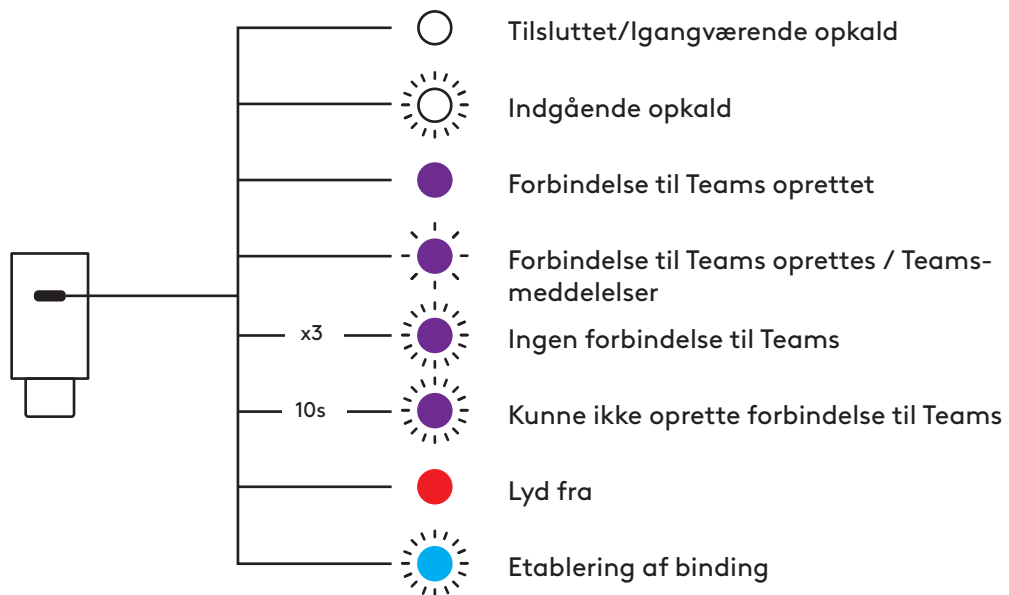 Tilsluttet/Igangværende opkald
Indgående opkald
Forbindelse til Teams oprettet
Forbindelse til Teams oprettes / Teams-
meddelelser
x3 Ingen forbindelse til Teams
10s Kunne ikke oprette forbindelse til Teams
Lyd fra
Etablering af binding